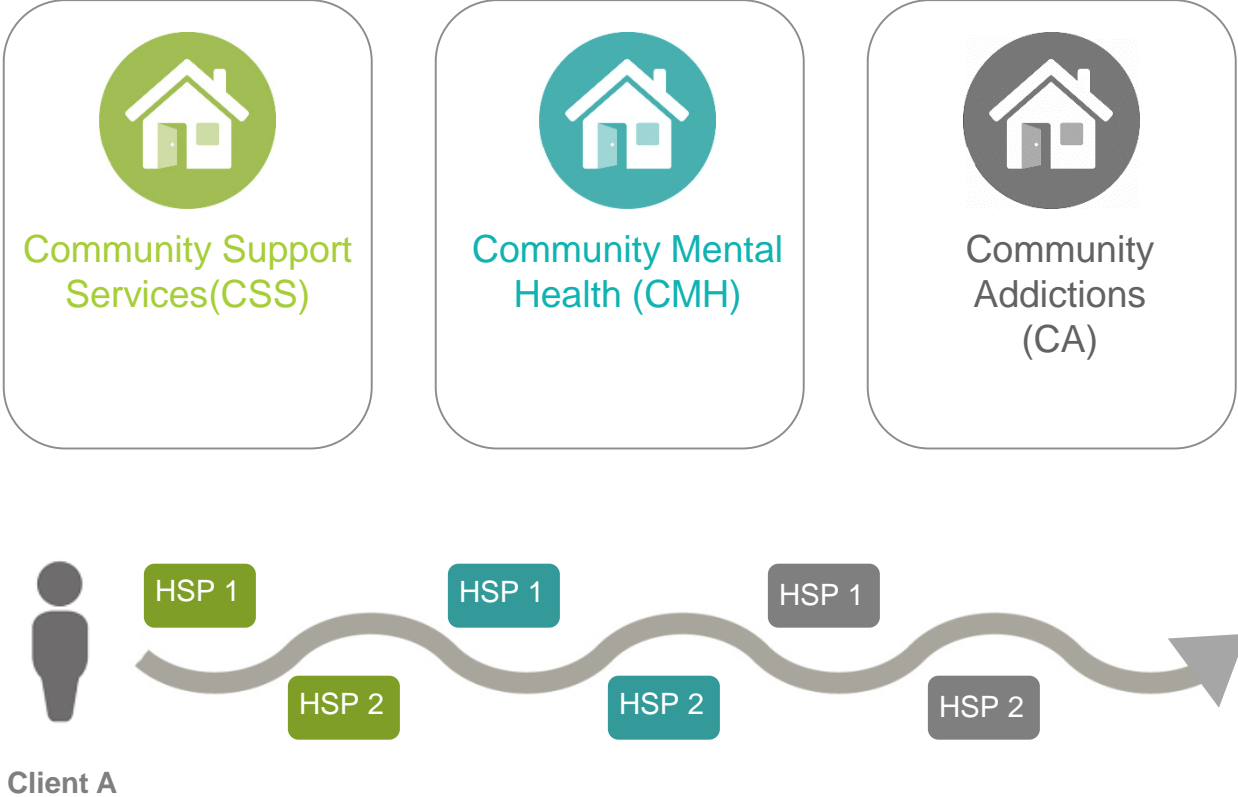 Community Support
Services(CSS)
Community Mental
Health (CMH)
Community
Addictions
(CA)
HSP 1
HSP 1
HSP 1
HSP 2
HSP 2
HSP 2
Client A